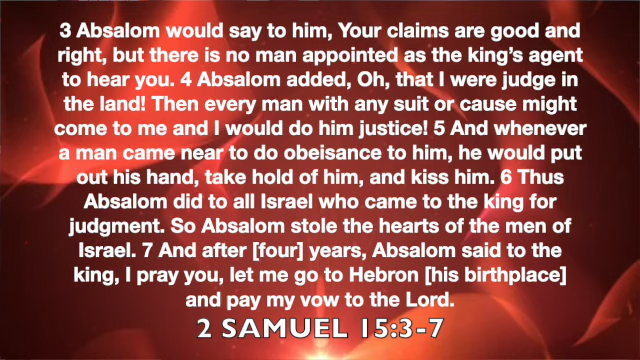 3 Absalom would say to him, Your claims are good and
right, but there is no man appointed as the king's agent
to hear you. 4 Absalom added, Oh, that I were judge in
the land! Then every man with any suit or cause might
come to me and I would do him justice! 5 And whenever
a man came near to do obeisance to him, he would put
out his hand, take hold of him, and kiss him. 6 Thus
Absalom did to all Israel who came to the king for
judgment. So Absalom stole the hearts of the men of
Israel. 7 And after [four] years, Absalom said to the
king, I pray you, let me go to Hebron [his birthplace]
and pay my vow to the Lord.
2 SAMUEL 15:3-7